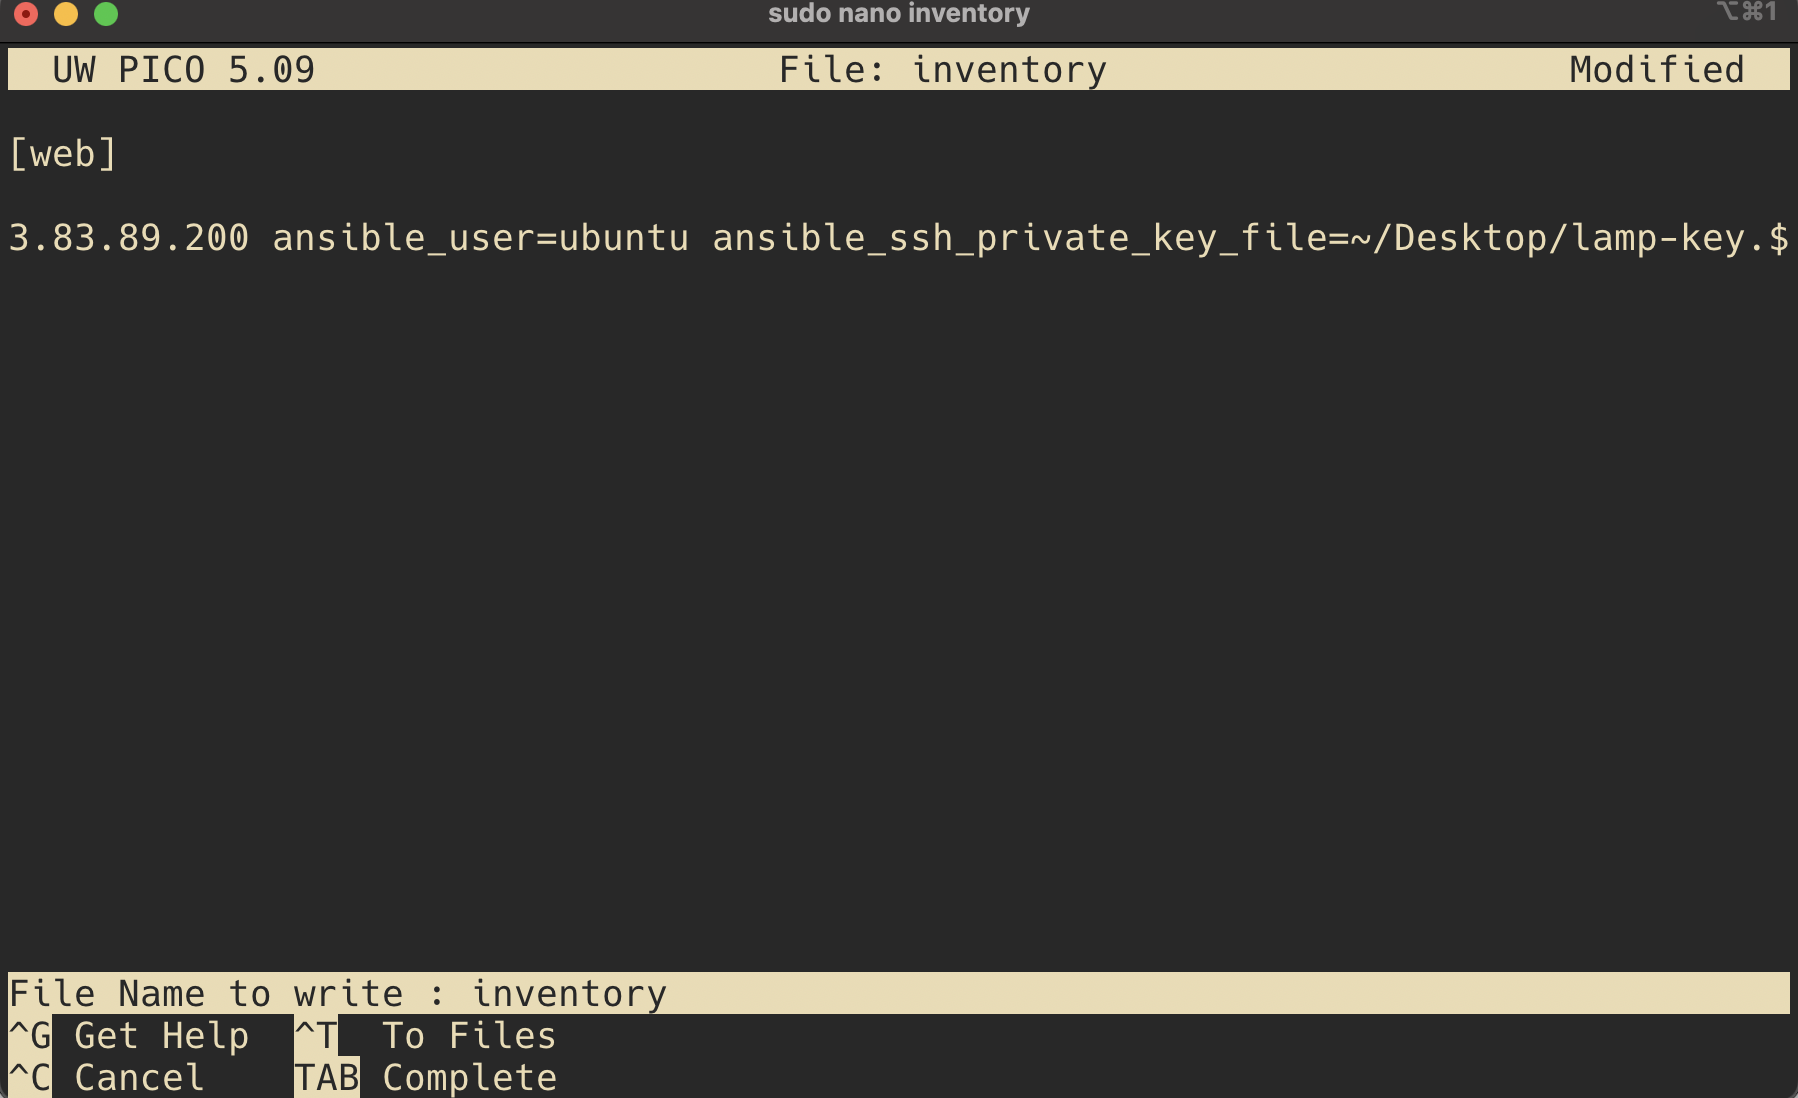 sudo nano inventory
⌥⌘1
UW PICO 5.09 File: inventory Modified
[web]
3.83.89.200 ansible_user=ubuntu ansible_ssh_private_key_file=~/Desktop/lamp-key.$
File Name to write : inventory
^G Get Help ^T To Files
^C Cancel TAB Complete